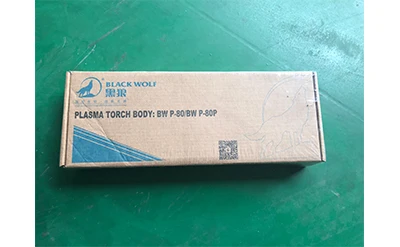 BLACK WOLF
黑狼
PLASMA TORCH BODY: BW P-80/BW P-80P